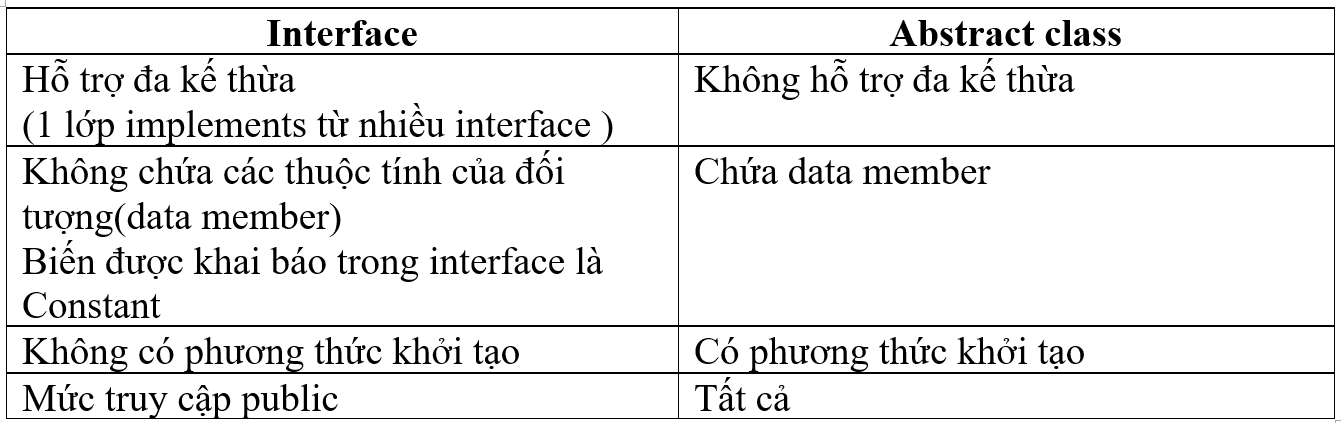 Interface
Abstract class
Hỗ trợ đa kế thừa
(1 lớp implements từ nhiều interface )
Không hỗ trợ đa kế thừa
Không chứa các thuộc tính của đối
tượng(data member)
Biến được khai báo trong interface là
Constant
Chứa data member
Không có phương thức khởi tạo
Có phương thức khởi tạo
Mức truy cập public
Tất cả